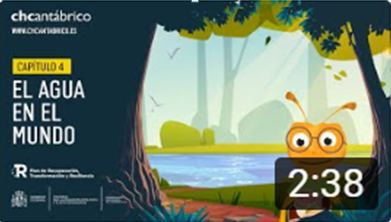 chcantábrico
WWW.CHCANTABRICO.ES
CAPÍTULO 4
EL AGUA
EN EL
MUNDO
R
Plan de Recuperación,
Transformación y Resiliencia
2:38